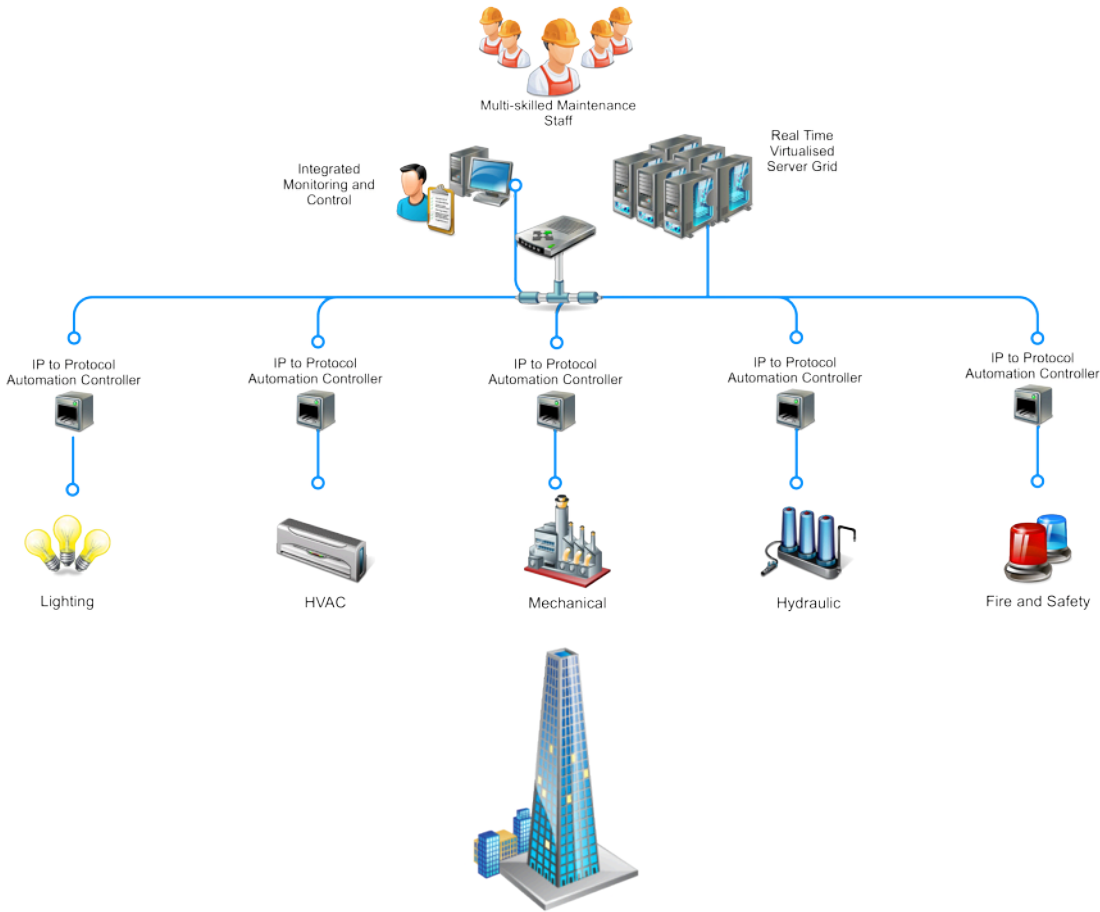 Multi-skilled Maintenance
Staff
Real Time
Virtualised
Server Grid
Integrated
Monitoring and
Control
IP to Protocol
Automation Controller
IP to Protocol
Automation Controller
IP to Protocol
Automation Controller
IP to Protocol
Automation Controller
IP to Protocol
Automation Controller
Lighting
HVAC
Mechanical
Hydraulic
Fire and Safety